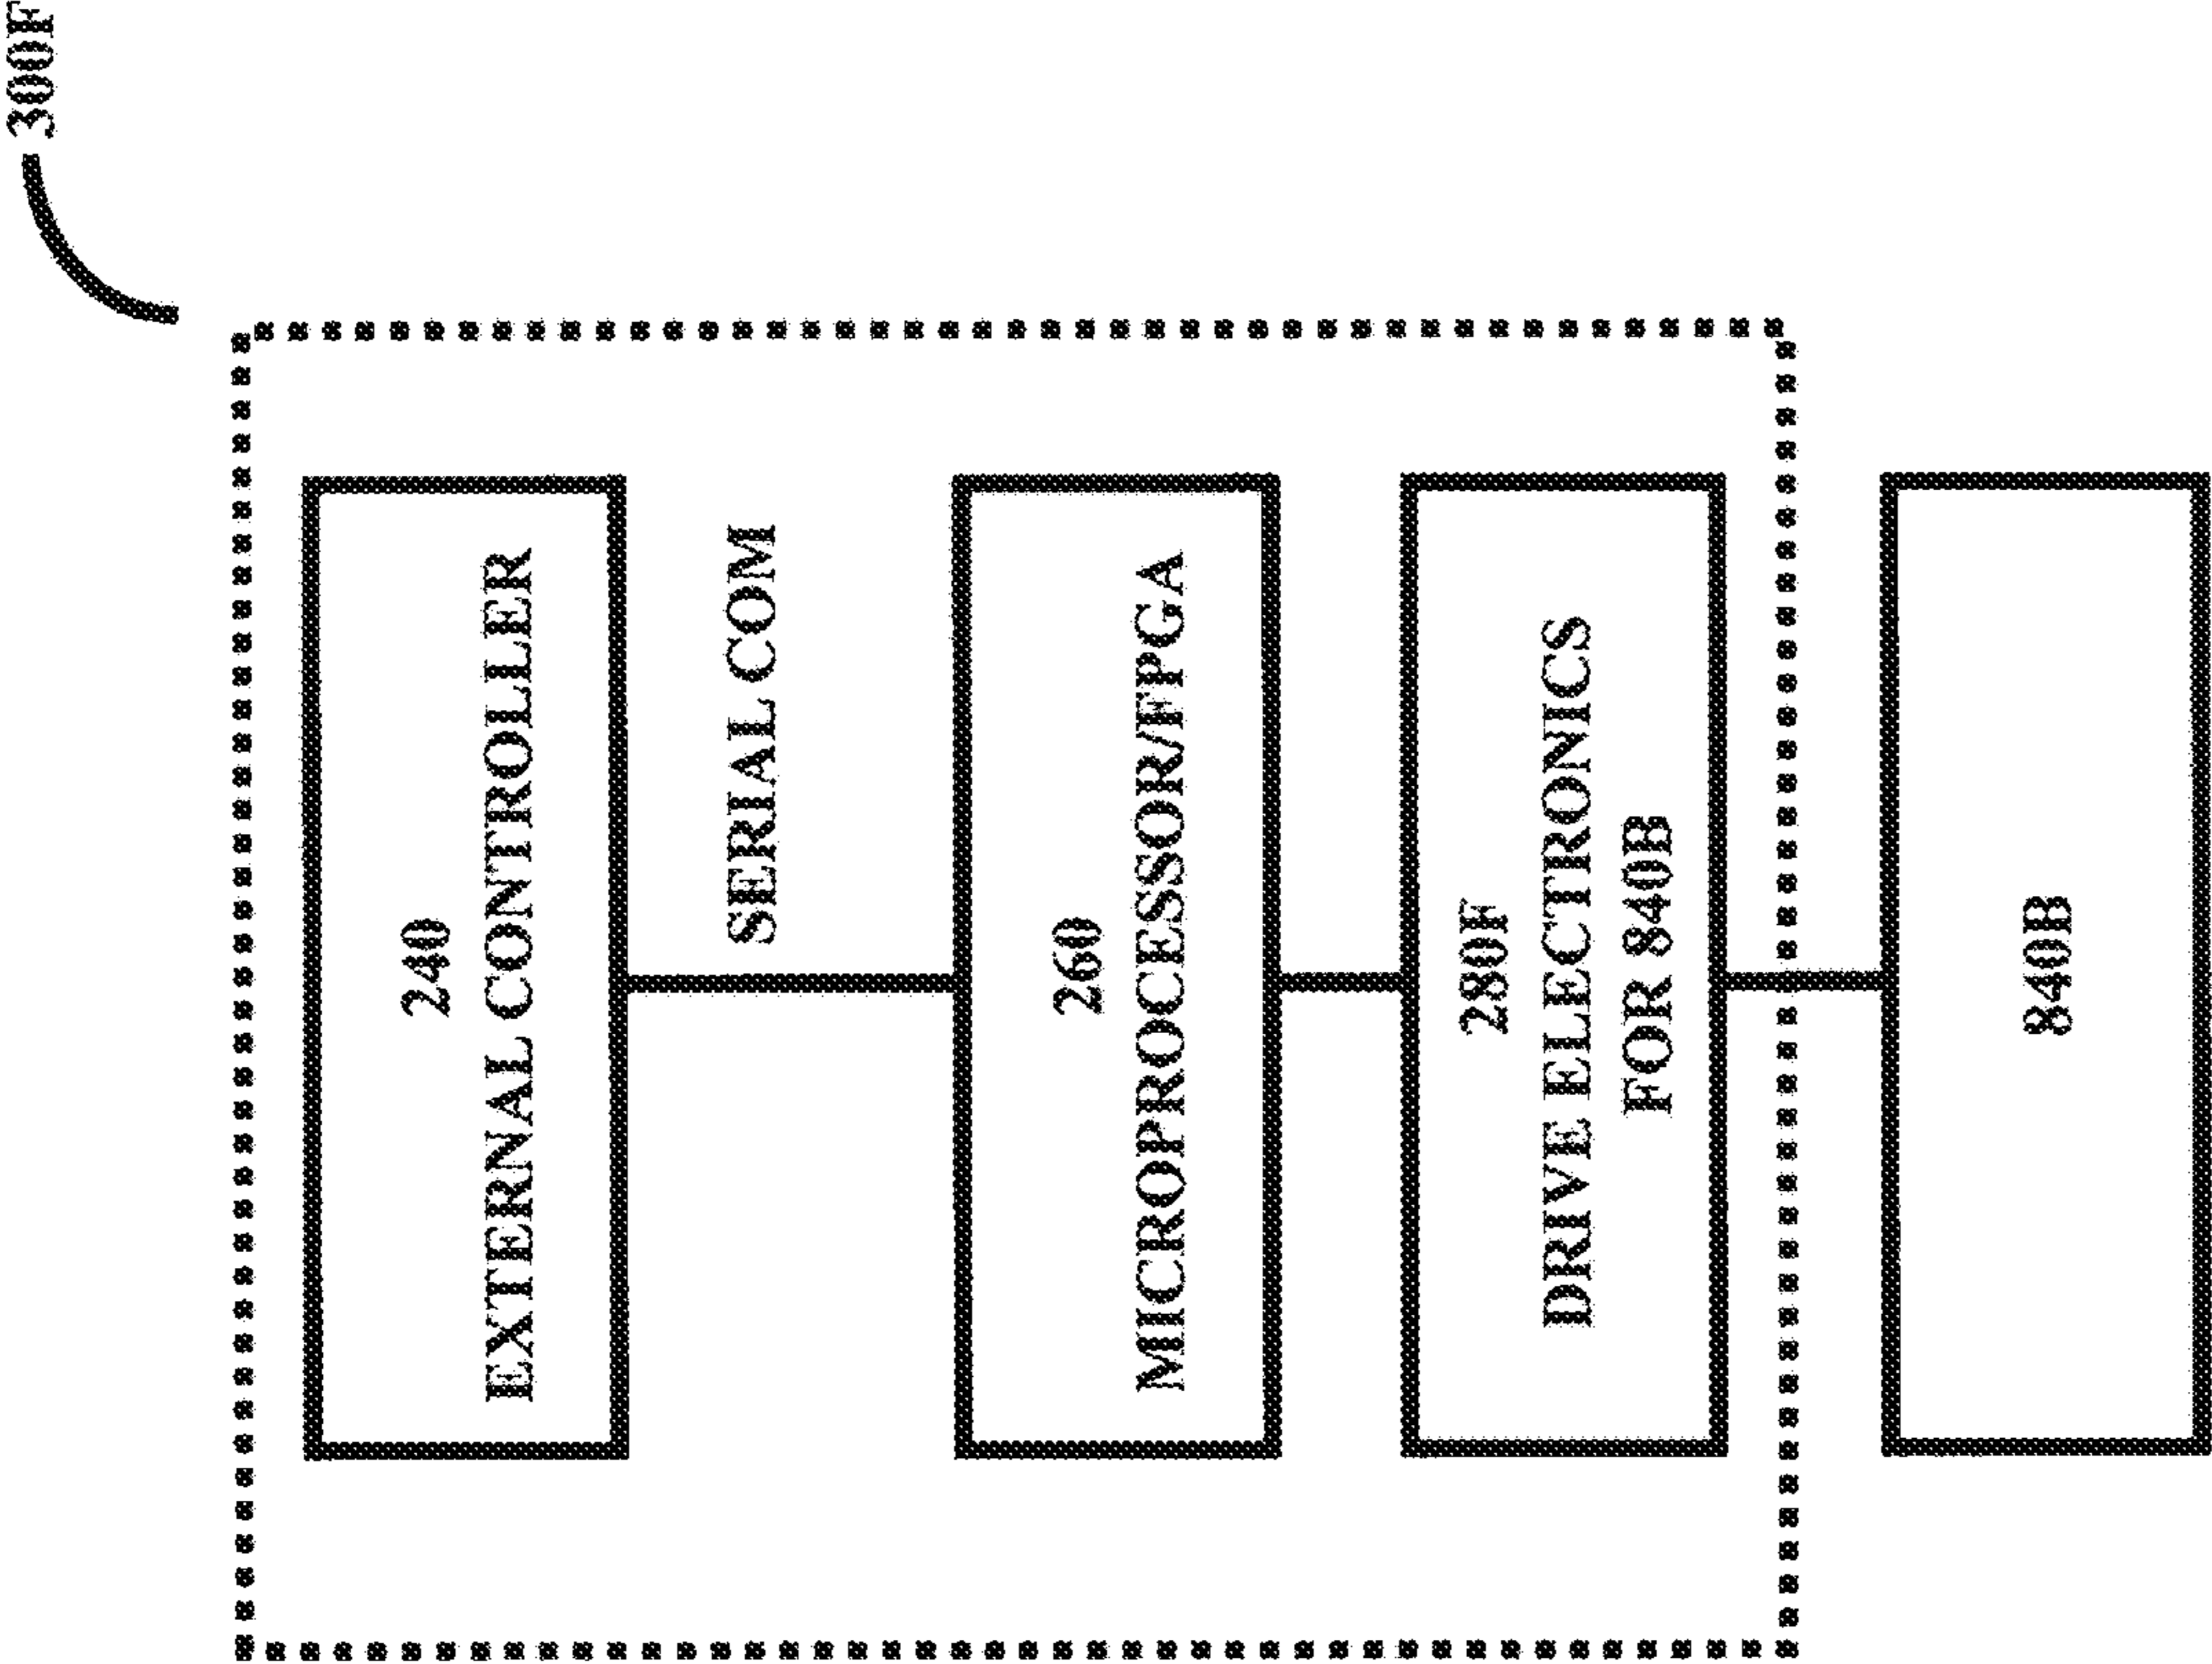 300F
240
EXTERNAL CONTROLLER
SERIAL COM
260
MICROPROCESSOR/FPGA
280F
DRIVE ELECTRONICS
FOR 840B
840B